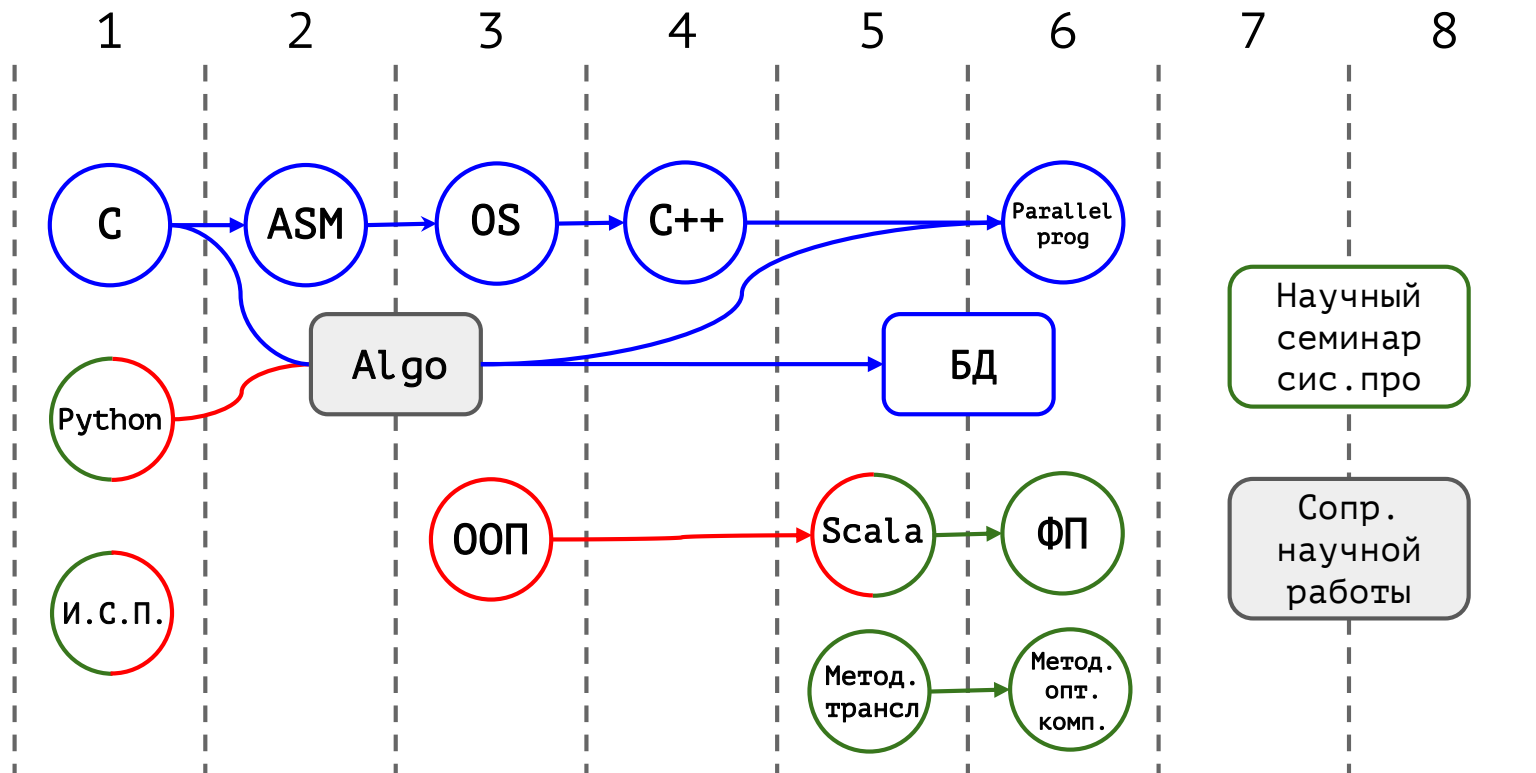 1 2 3 4 5 6 7 8
C
ASM
OS
C++
Parallel
prog
Algo
БД
Научный
семинар
сис.про
Python
ООП
Scala
ФП
Сопр.
научной
работы
И.С.П.
Метод.
трансл
Метод.
опт.
комп.